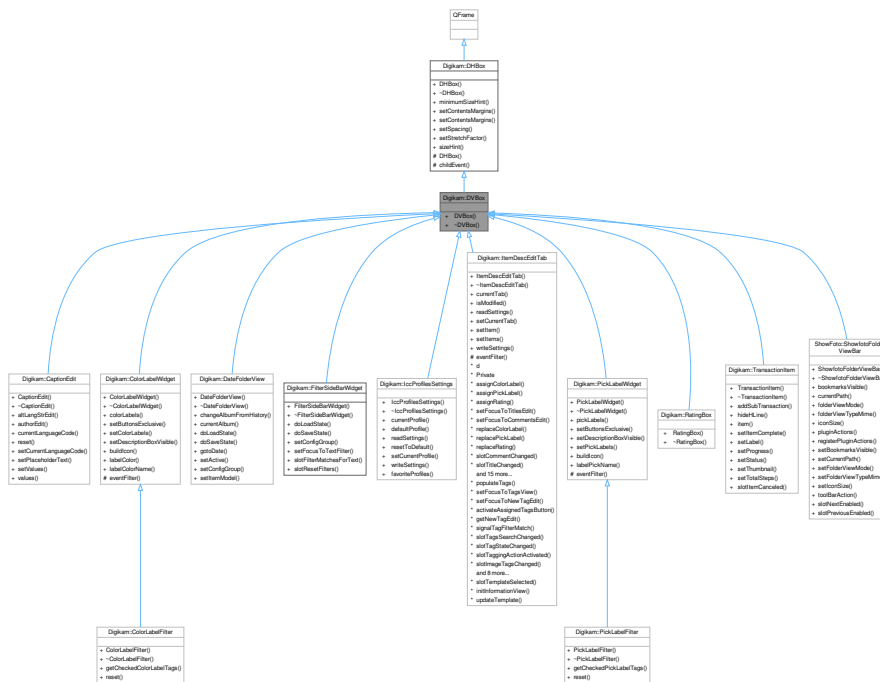 QFrame
Digikam::DHBox
+ DHBox()
+ ~DHBox()
+ minimumSizeHint()
+ setContentsMargins()
+ setContentsMargins()
+ setSpacing()
+ setStretchFactor()
+ sizeHint()
# DHBox()
# childEvent()
Digikam::DVBox
+ DVBox()
+ ~DVBox()
Digikam::CaptionEdit
+ CaptionEdit()
+ ~CaptionEdit()
+ altLangStrEdit()
+ authorEdit()
+ currentLanguageCode()
+ reset()
+ setCurrentLanguageCode()
+ setPlaceholderText()
+ setValues()
+ values()
Digikam::ColorLabelWidget
+ ColorLabelWidget()
+ ~ColorLabelWidget()
+ colorLabels()
+ setButtonsExclusive()
+ setColorLabels()
+ setDescriptionBoxVisible()
+ buildIcon()
+ labelColor()
+ labelColorName()
# eventFilter()
Digikam::DateFolderView
+ DateFolderView()
+ ~DateFolderView()
+ changeAlbumFromHistory()
+ currentAlbum()
+ doLoadState()
+ doSaveState()
+ gotoDate()
+ setActive()
+ setConfigGroup()
+ setItemModel()
Digikam::FilterSideBarWidget
+ FilterSideBarWidget()
+ ~FilterSideBarWidget()
+ doLoadState()
+ doSaveState()
+ setConfigGroup()
+ setFocusToTextFilter()
+ slotFilterMatchesForText()
+ slotResetFilters()
Digikam::IccProfilesSettings
+ IccProfilesSettings()
+ ~IccProfilesSettings()
+ currentProfile()
+ defaultProfile()
+ readSettings()
+ resetToDefault()
+ setCurrentProfile()
+ writeSettings()
+ favoriteProfiles()
Digikam::ItemDescEditTab
+ ItemDescEditTab()
+ ~ItemDescEditTab()
+ currentTab()
+ isModified()
+ readSettings()
+ setCurrentTab()
+ setItem()
+ setItems()
+ writeSettings()
# eventFilter()
* d
* Private
* assignColorLabel()
* assignPickLabel()
* assignRating()
* setFocusToTitlesEdit()
* setFocusToCommentsEdit()
* replaceColorLabel()
* replacePickLabel()
* replaceRating()
* slotCommentChanged()
* slotTitleChanged()
and 15 more...
* populateTags()
* setFocusToTagsView()
* setFocusToNewTagEdit()
* activateAssignedTagsButton()
* getNewTagEdit()
* signalTagFilterMatch()
* slotTagsSearchChanged()
* slotTagStateChanged()
* slotTaggingActionActivated()
* slotImageTagsChanged()
and 8 more...
* slotTemplateSelected()
* initInformationView()
* updateTemplate()
Digikam::PickLabelWidget
+ PickLabelWidget()
+ ~PickLabelWidget()
+ pickLabels()
+ setButtonsExclusive()
+ setDescriptionBoxVisible()
+ setPickLabels()
+ buildIcon()
+ labelPickName()
# eventFilter()
Digikam::RatingBox
+ RatingBox()
+ ~RatingBox()
Digikam::TransactionItem
+ TransactionItem()
+ ~TransactionItem()
+ addSubTransaction()
+ hideHLine()
+ item()
+ setItemComplete()
+ setLabel()
+ setProgress()
+ setStatus()
+ setThumbnail()
+ setTotalSteps()
+ slotItemCanceled()
ShowFoto::ShowfotoFold
ViewBar
+ ShowfotoFolderViewBar
+ ~ShowfotoFolderViewBa
+ bookmarksVisible()
+ currentPath()
+ folderViewMode()
+ folderViewTypeMime()
+ iconSize()
+ pluginActions()
+ registerPluginActions()
+ setBookmarksVisible()
+ setCurrentPath()
+ setFolderViewMode()
+ setFolderViewTypeMime
+ setIconSize()
+ toolBarAction()
+ slotNextEnabled()
+ slotPreviousEnabled()
Digikam::ColorLabelFilter
+ ColorLabelFilter()
+ ~ColorLabelFilter()
+ getCheckedColorLabelTags()
+ reset()
Digikam::PickLabelFilter
+ PickLabelFilter()
+ ~PickLabelFilter()
+ getCheckedPickLabelTags()
+ reset()